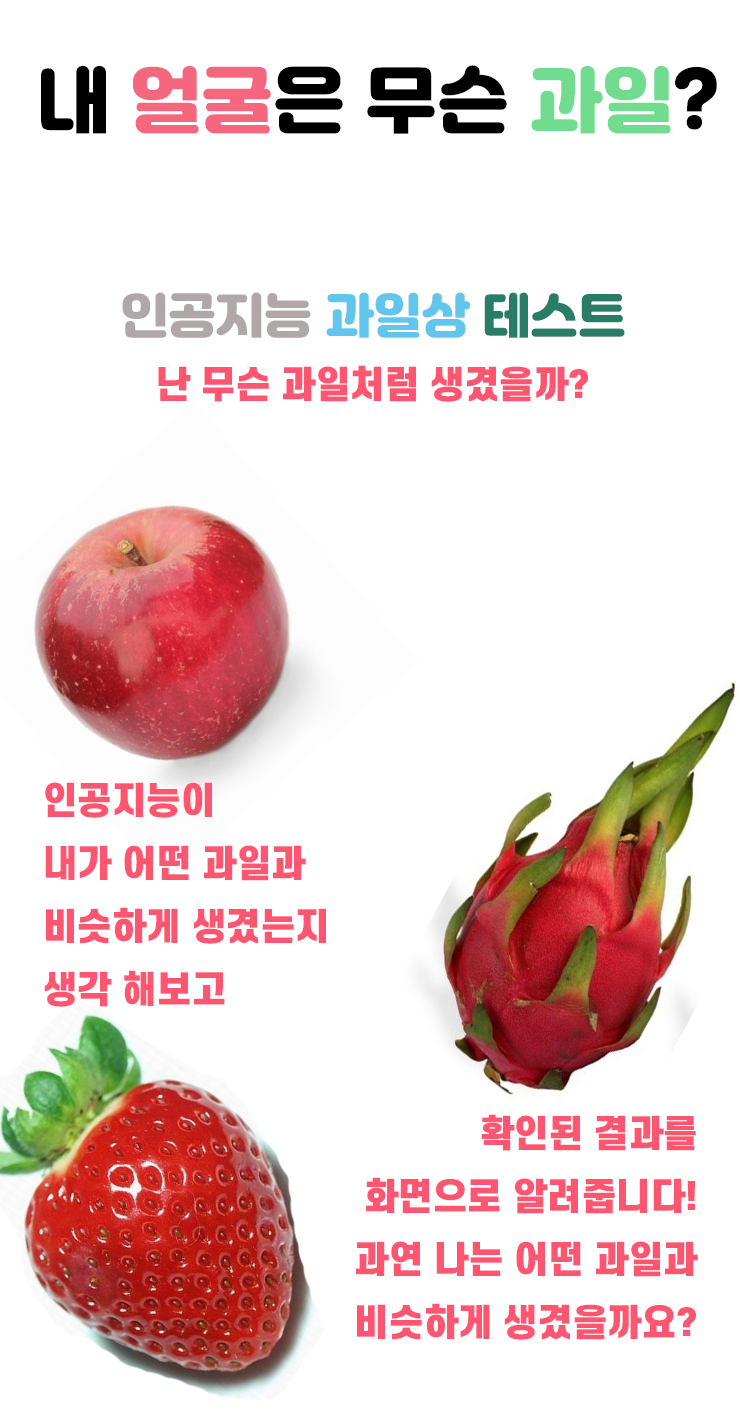 내 얼굴은 무슨 과일?
인공지능 과일상 테스트
난 무슨 과일처럼 생겼을까?
인공지능이
내가 어떤 과일과
비슷하게 생겼는지
생각 해보고
확인된 결과를
화면으로 알려줍니다!
과연 나는 어떤 과일과
비슷하게 생겼을까요?